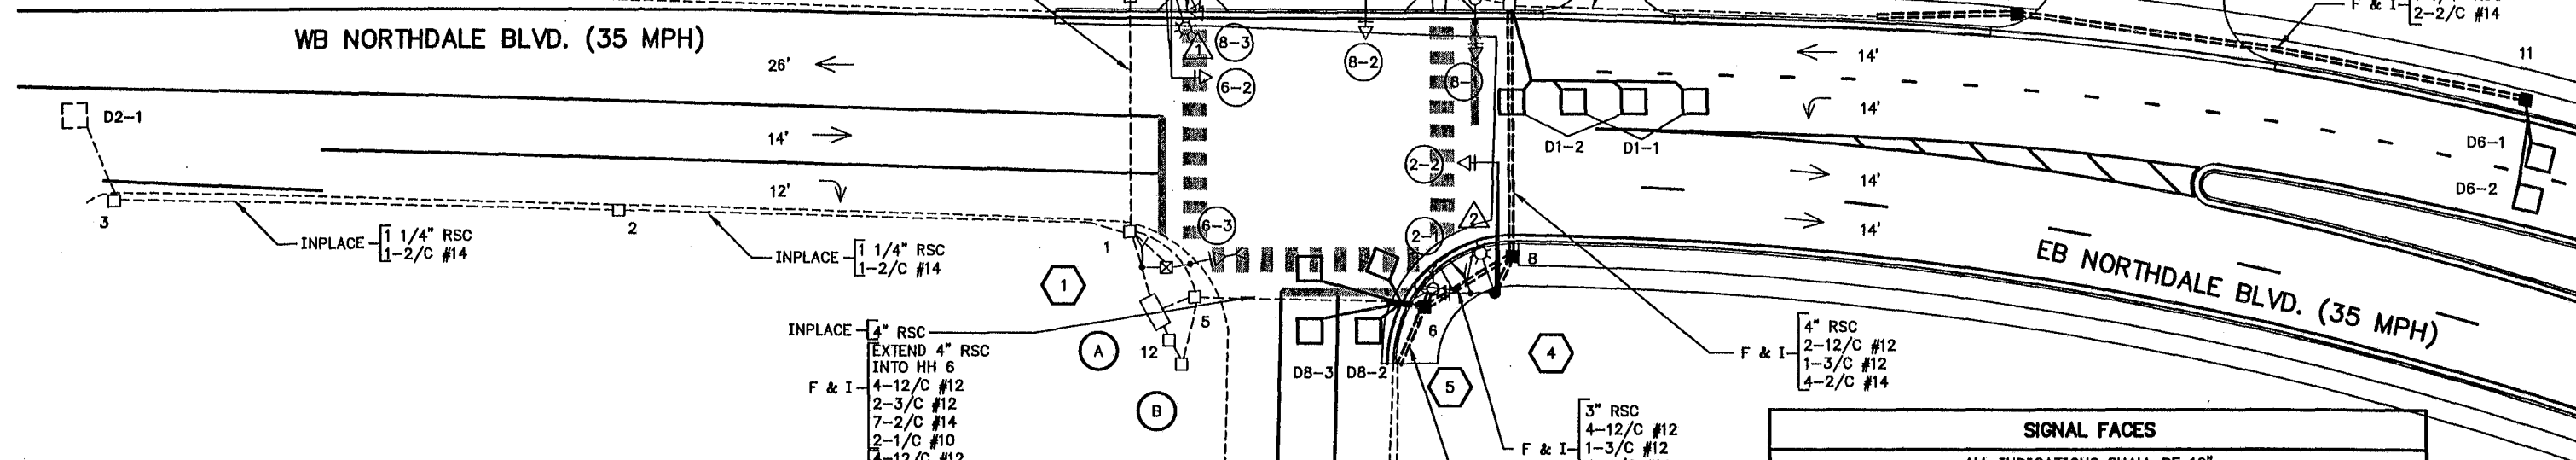 F & I
2-2/C #14
WB NORTHDALE BLVD. (35 MPH)
26'
14'
12'
D2-1
3
2
1
INPLACE
1 1/4" RSC
1-2/C #14
INPLACE
1 1/4" RSC
1-2/C #14
1
8-3
6-2
8-2
6-3
2-2
2-1
2
14'
14'
14'
14'
D1-2
D1-1
11
D6-1
D6-2
EB NORTHDALE BLVD. (35 MPH)
1
5
12
A
B
6
8
4
5
D8-3
D8-2
INPLACE
4" RSC
F & I
EXTEND 4" RSC
INTO HH 6
4-12/C #12
2-3/C #12
7-2/C #14
2-1/C #10
4-12/C #12
F & I
4" RSC
2-12/C #12
1-3/C #12
4-2/C #14
F & I
3" RSC
4-12/C #12
1-3/C #12
SIGNAL FACES